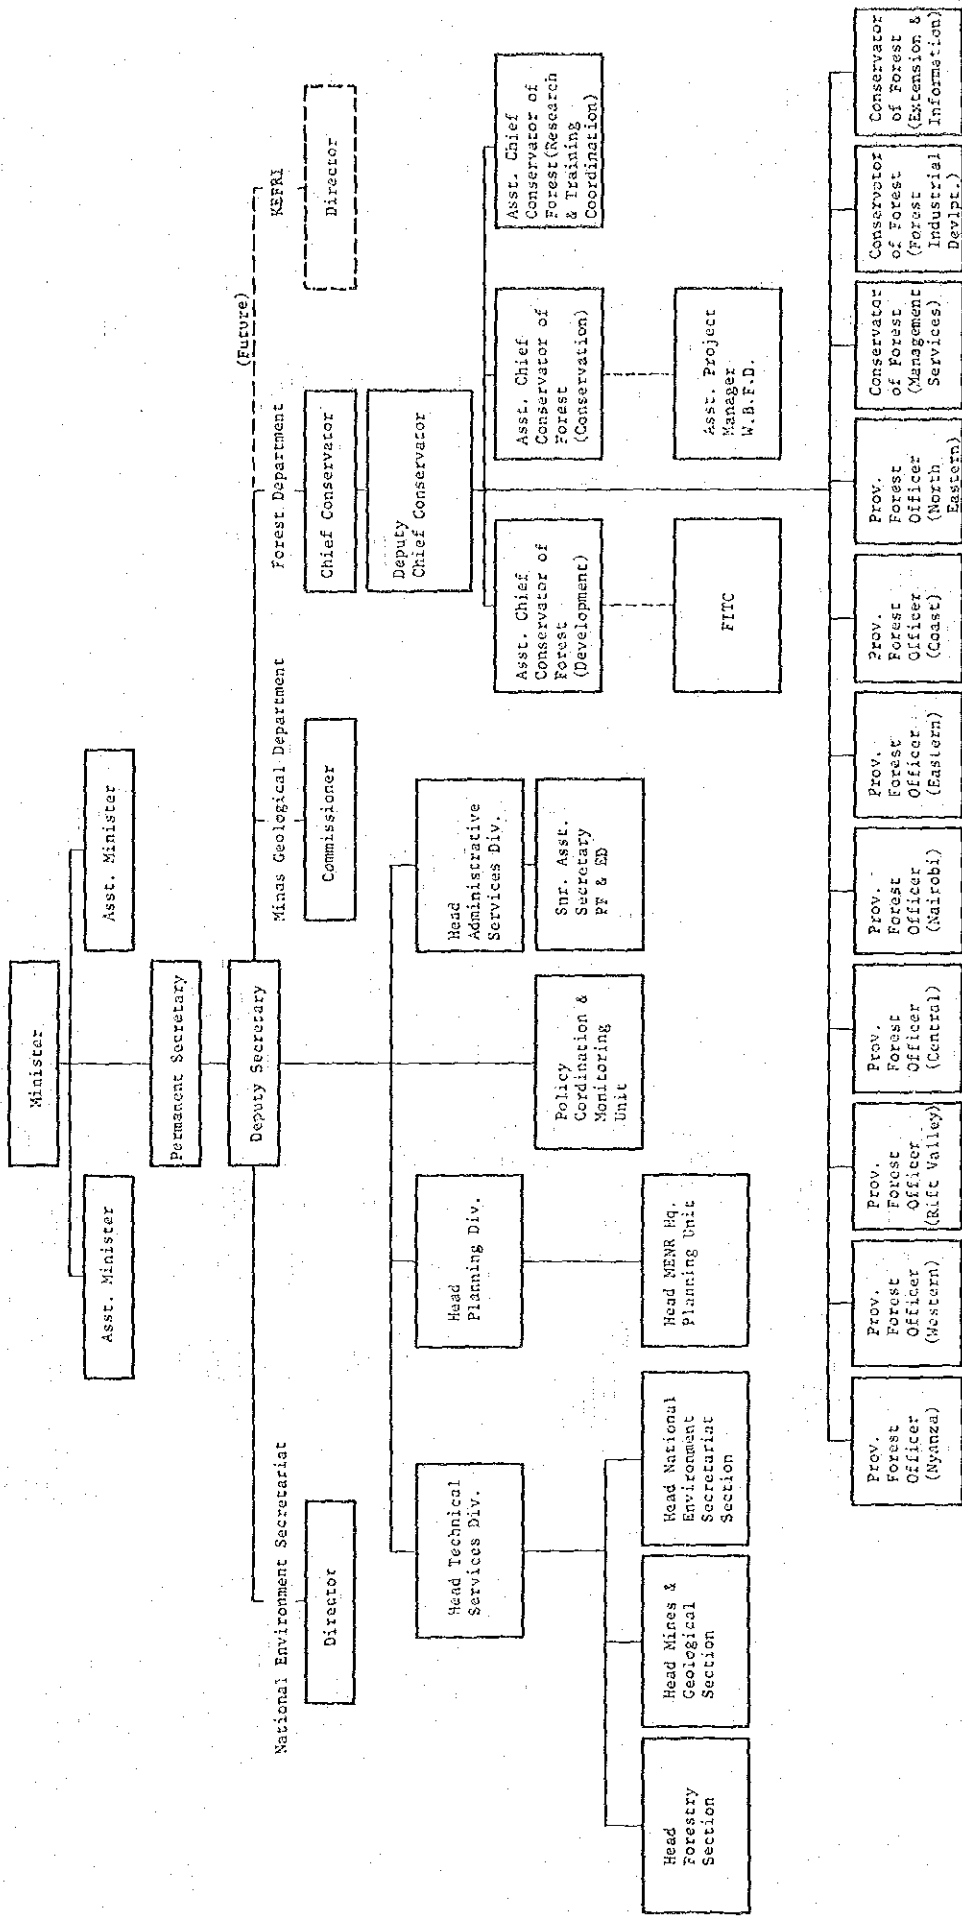 Minister
Asst. Minister
Asst. Minister
Permanent Secretary
Deputy Secretary
National Environment Secretariat
Minas Geological Department
Forest Department
(Future)
KEFRI
Director
Commissioner
Chief Conservator
Director
Deputy
Chief Conservator
Head Technical
Services Div.
Head
Planning Div.
Head
Administrative
Services Div.
Asst. Chief
Conservator of
Forest
(Development)
Asst. Chief
Conservator of
Forest
(Conservation)
Asst. Chief
Conservator of
Forest(Research
& Training
Coordination)
Policy
Cordination &
Monitoring
Unit
Snr. Asst.
Secretary
PF & ED
Head
Forestry
Section
Head Mines &
Geological
Section
Head National
Environment
Secretariat
Section
Head MENR Hq.
Planning Unit
FITC
Asst. Project
Manager
W.B.F.D.
Prov.
Forest
Officer
(Nyanza)
Prov.
Forest
Officer
(Western)
Prov.
Forest
Officer
(Rift Valley)
Prov.
Forest
Officer
(Central)
Prov.
Forest
Officer
(Nairobi)
Prov.
Forest
Officer
(Eastern)
Prov.
Forest
Officer
(Coast)
Prov.
Forest
Officer
(North
Eastern)
Conservator
of Forest
(Management
Services)
Conservator
of Forest
(Forest
Industrial
Devlpt.)
Conservator
of Forest
(Extension &
Information)